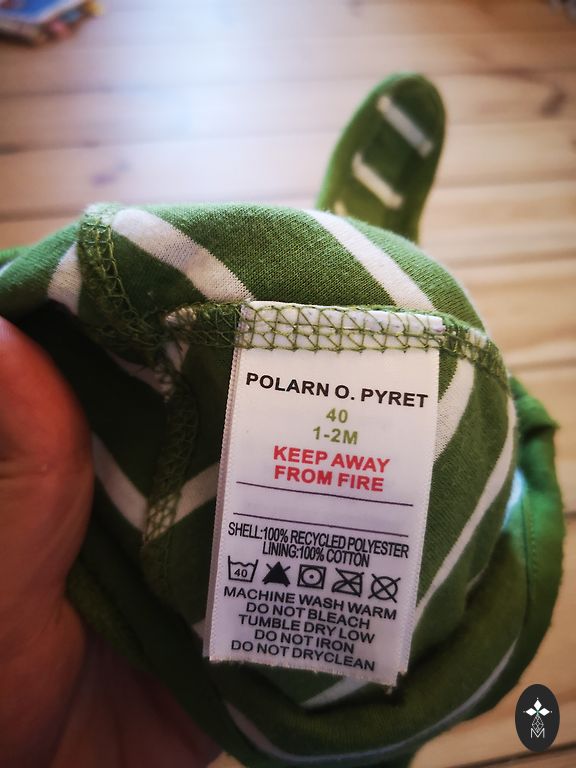 POLARN O. PYRET
40
1-2M
KEEP AWAY
FROM FIRE
SHELL:100% RECYCLED POLYESTER
LINING:100% COTTON
40
MACHINE WASH WARM
DO NOT BLEACH
TUMBLE DRY LOW
DO NOT IRON
DO NOT DRYCLEAN
M